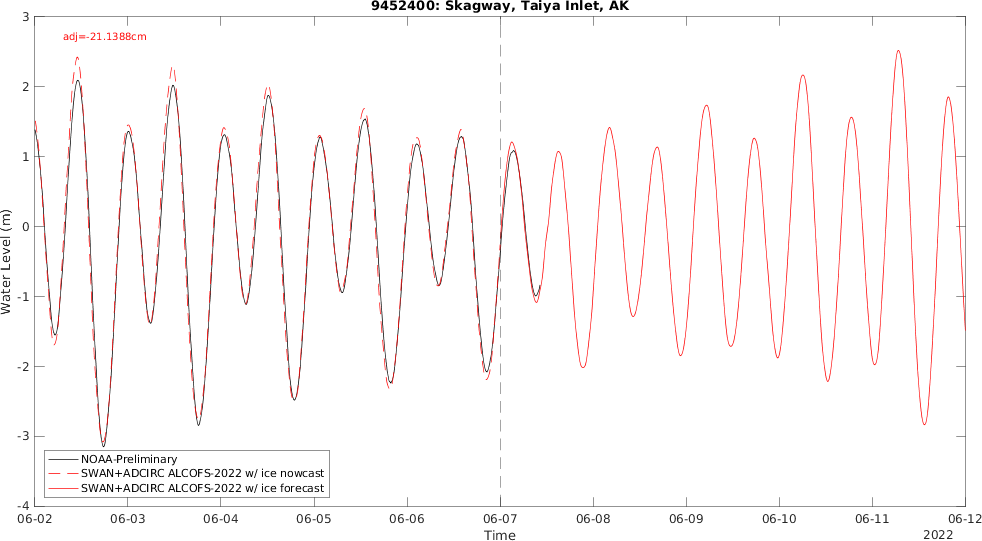 9452400: Skagway, Taiya Inlet, AK
adj=-21.1388cm
3
2
1
0
-1
-2
-3
-4
Water Level (m)
NOAA-Preliminary
SWAN+ADCIRC ALCOFS-2022 w/ ice nowcast
SWAN+ADCIRC ALCOFS-2022 w/ ice forecast
06-02 06-03 06-04 06-05 06-06 06-07 06-08 06-09 06-10 06-11 06-12
Time
2022